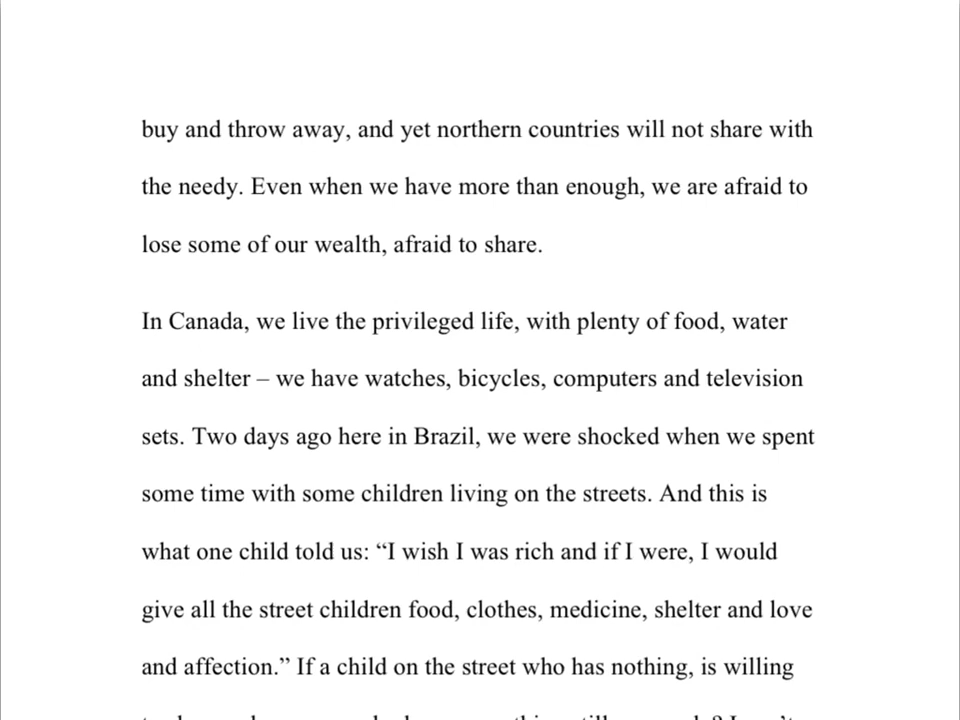 buy and throw away, and yet northern countries will not share with
the needy. Even when we have more than enough, we are afraid to
lose some of our wealth, afraid to share.
In Canada, we live the privileged life, with plenty of food, water
and shelter – we have watches, bicycles, computers and television
sets. Two days ago here in Brazil, we were shocked when we spent
some time with some children living on the streets. And this is
what one child told us: “I wish I was rich and if I were, I would
give all the street children food, clothes, medicine, shelter and love
and affection.” If a child on the street who has nothing, is willing